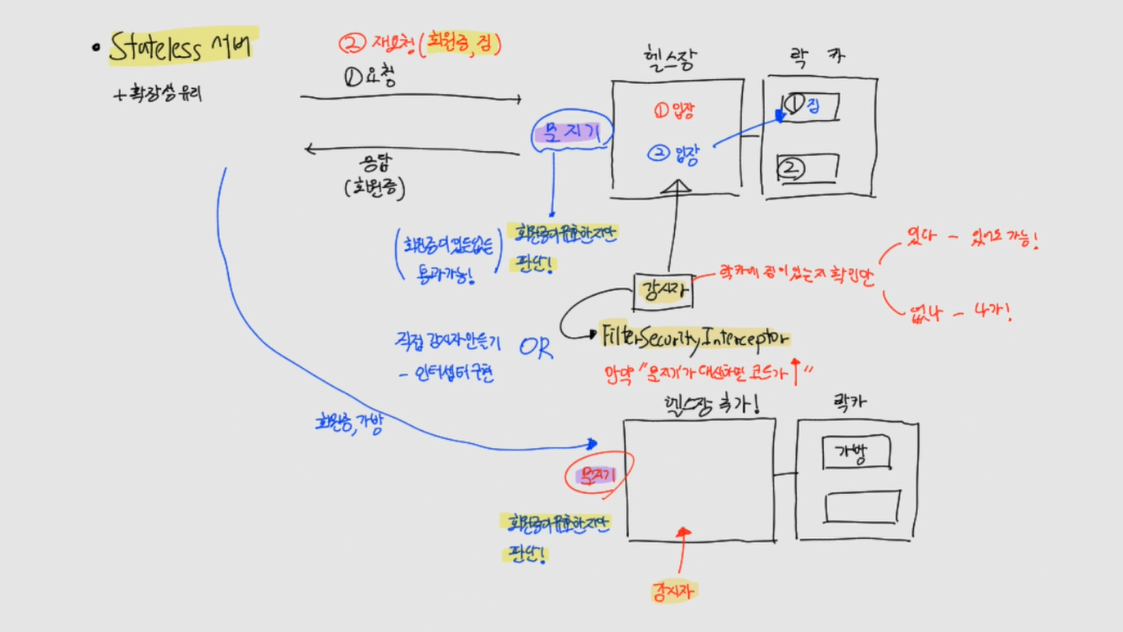 • Stateless 서버
+ 확장성 유리
② 재요청 (회원증, 짐)
① 요청
응답
(회원증)
문지기
헬스장
① 입장
② 입장
락 카
① 짐
②
(회원증이 있든없든
통과가능!)
회원증이 유효한지만
판단!
감시자
락카에 짐이 있는지 확인만
있다 - 있어도 가능!
없다 - 나가!
직접 감시자 만들기
- 인터셉터 구현
OR
FilterSecurityInterceptor
만약 "문지기가 대신하면 코드가 ↑"
회원증, 가방
헬스장 추가!
락카
문지기
가방
회원증이 유효한지만
판단!
감시자